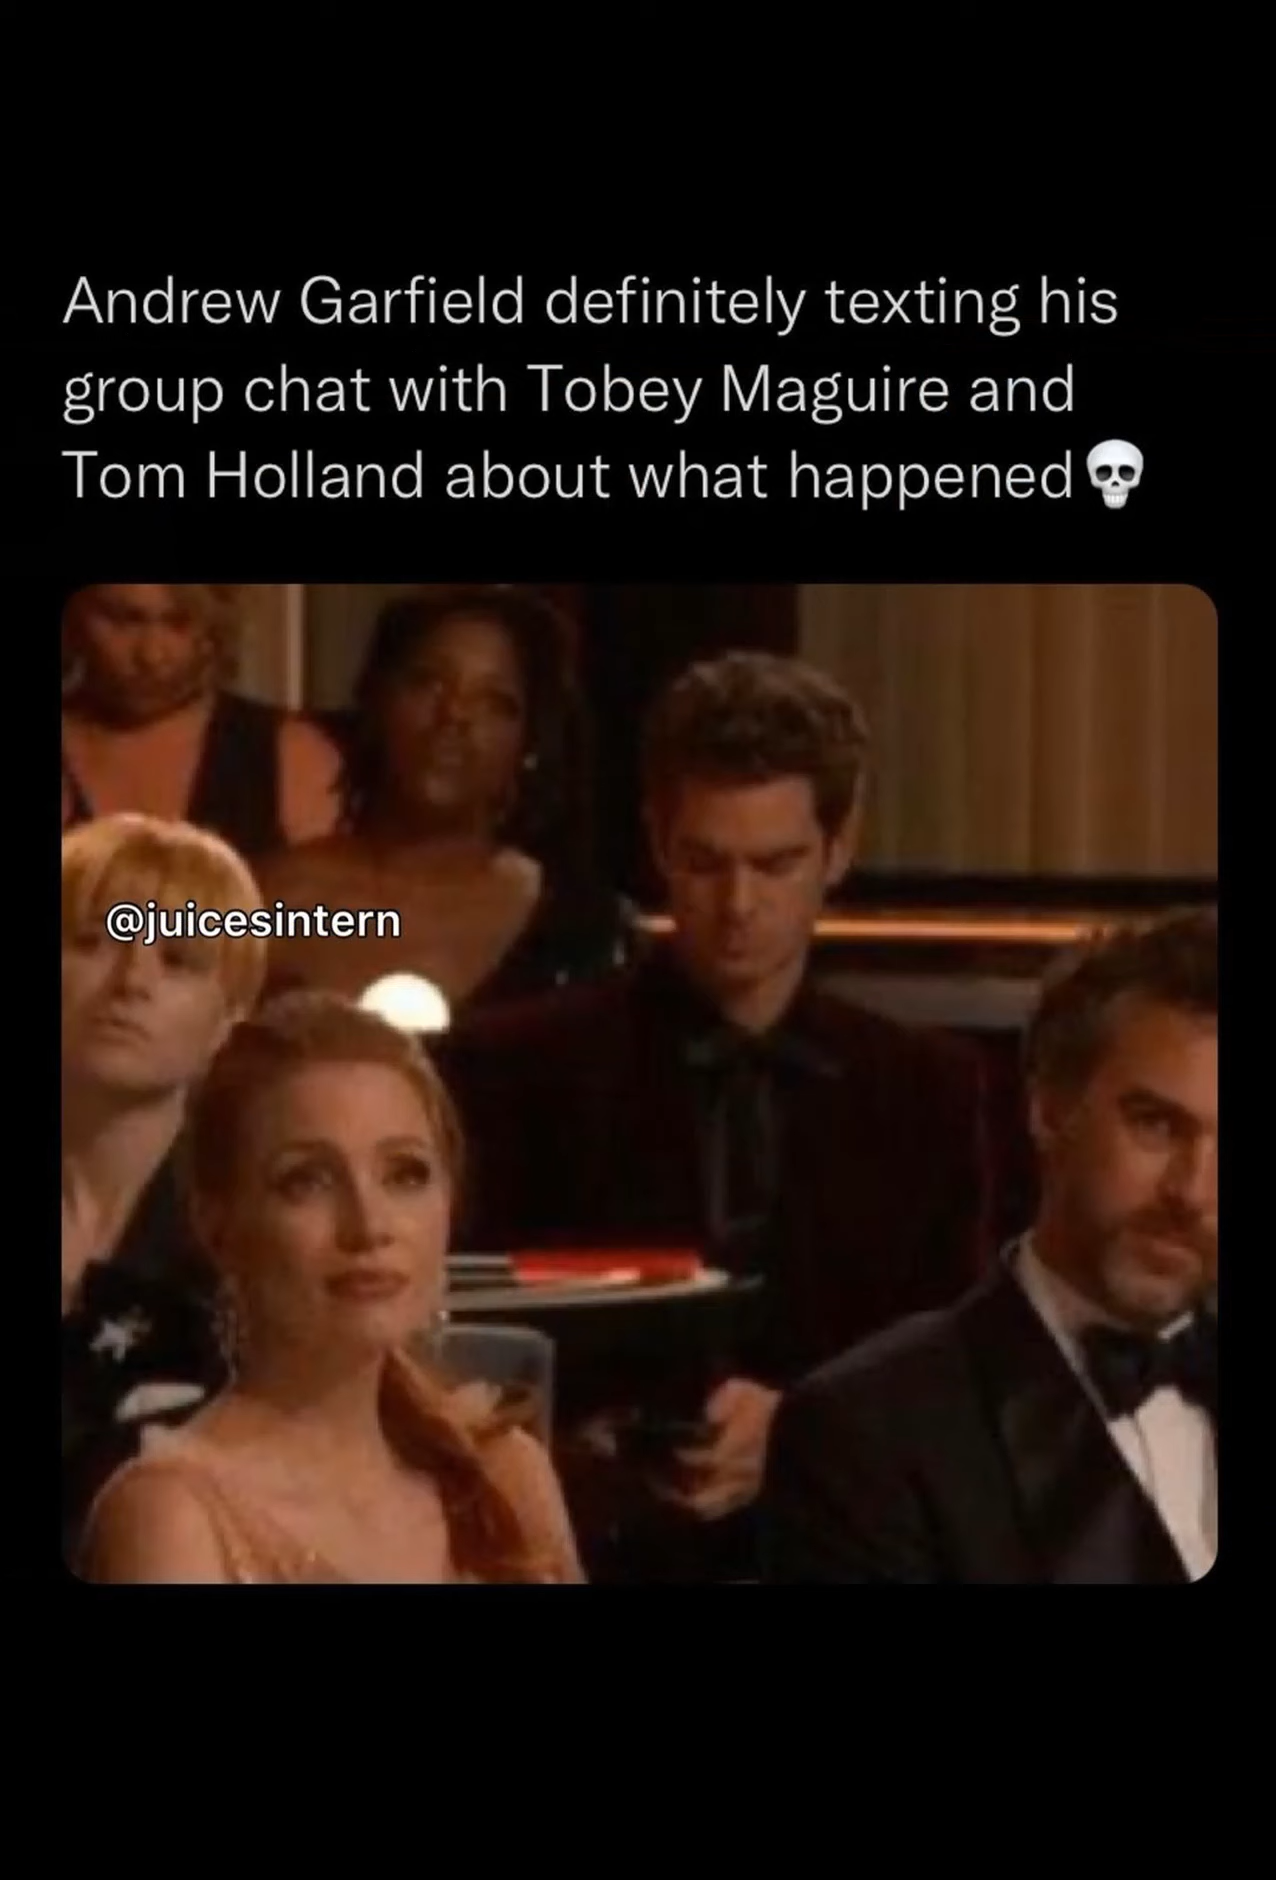 Andrew Garfield definitely texting his
group chat with Tobey Maguire and
Tom Holland about what happened💀
@juicesintern